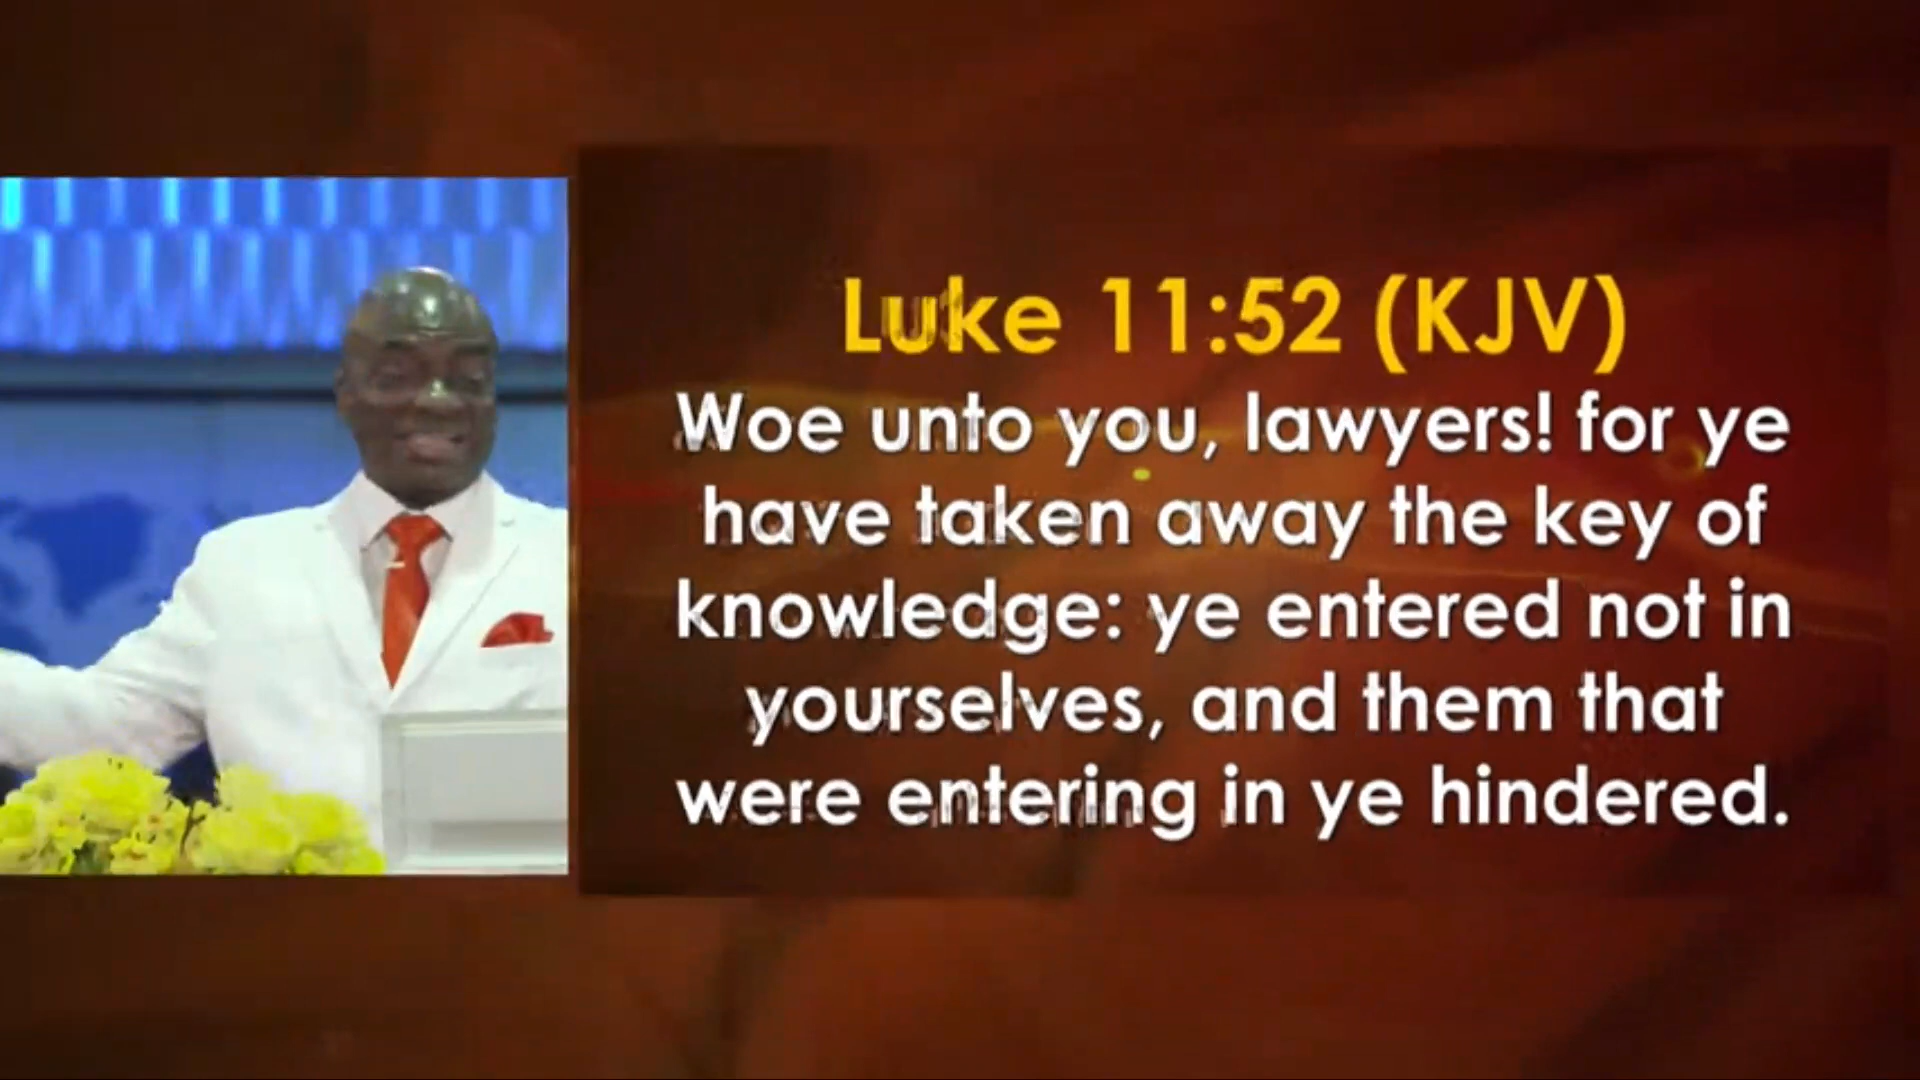 Luke 11:52 (KJV)
Woe unto you, lawyers! for ye
have taken away the key of
knowledge: ye entered not in
yourselves, and them that
were entering in ye hindered.